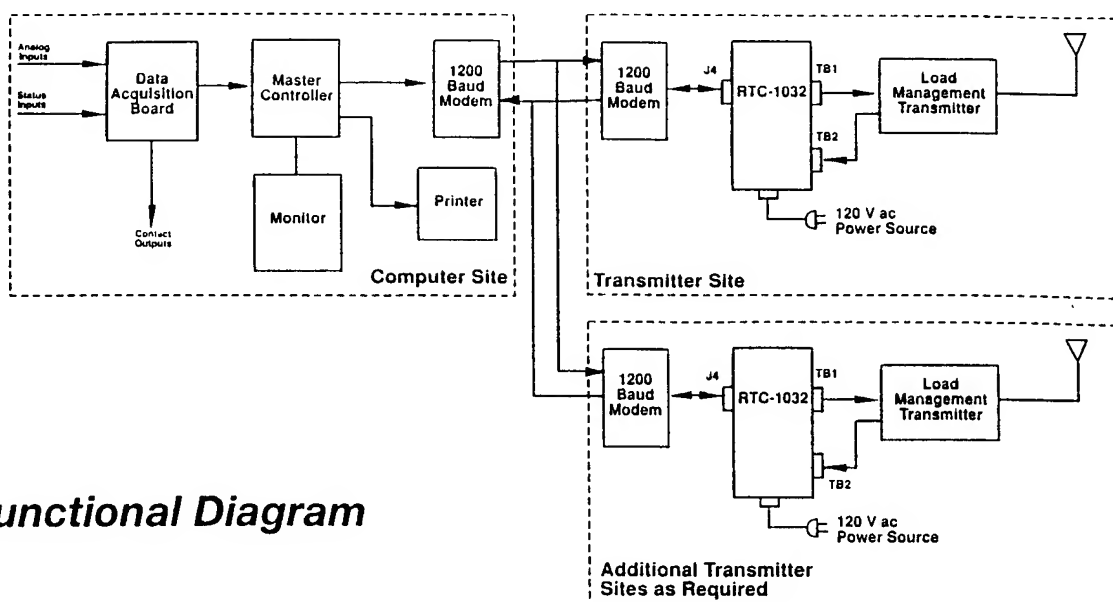 Analog
Inputs
Status
Inputs
Data
Acquisition
Board
Contact
Outputs
Master
Controller
Monitor
1200
Baud
Modem
Printer
Computer Site
1200
Baud
Modem
J4
RTC-1032
TB1
TB2
Load
Management
Transmitter
120 V ac
Power Source
Transmitter Site
1200
Baud
Modem
J4
RTC-1032
TB1
TB2
Load
Management
Transmitter
120 V ac
Power Source
Additional Transmitter
Sites as Required
unctional Diagram